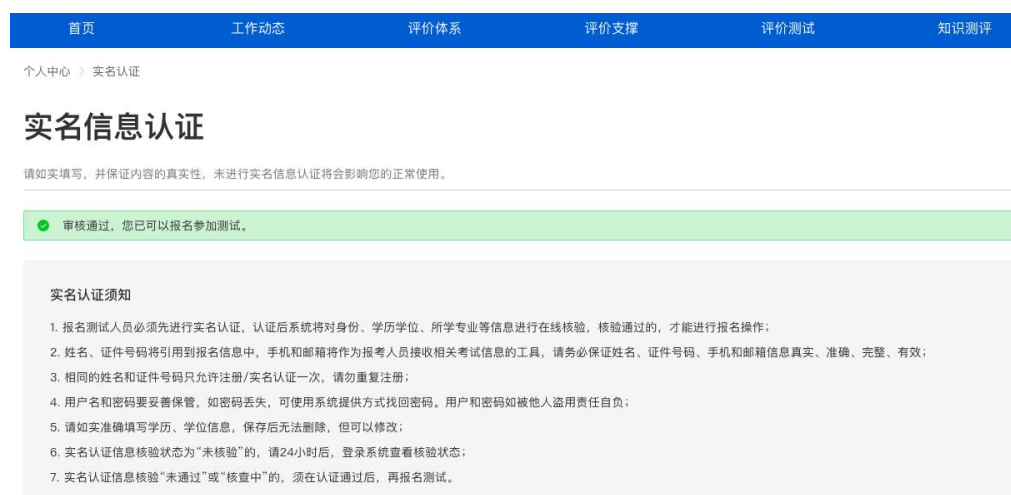 首页 工作动态 评价体系 评价支撑 评价测试 知识测评
个人中心 > 实名认证
实名信息认证
请如实填写，并保证内容的真实性，未进行实名信息认证将会影响您的正常使用。
审核通过，您已可以报名参加测试。
实名认证须知
1. 报名测试人员必须先进行实名认证，认证后系统将对身份、学历学位、所学专业等信息进行在线核验，核验通过的，才能进行报名操作；
2. 姓名、证件号码将引用到报名信息中，手机和邮箱将作为报考人员接收相关考试信息的工具，请务必保证姓名、证件号码、手机和邮箱信息真实、准确、完整、有效；
3. 相同的姓名和证件号码只允许注册/实名认证一次，请勿重复注册；
4. 用户名和密码要妥善保管，如密码丢失，可使用系统提供方式找回密码。用户和密码如被他人盗用责任自负；
5. 请如实准确填写学历、学位信息，保存后无法删除，但可以修改；
6. 实名认证信息核验状态为“未核验”的，请24小时后，登录系统查看核验状态；
7. 实名认证信息核验“未通过”或“核查中”的，须在认证通过后，再报名测试。